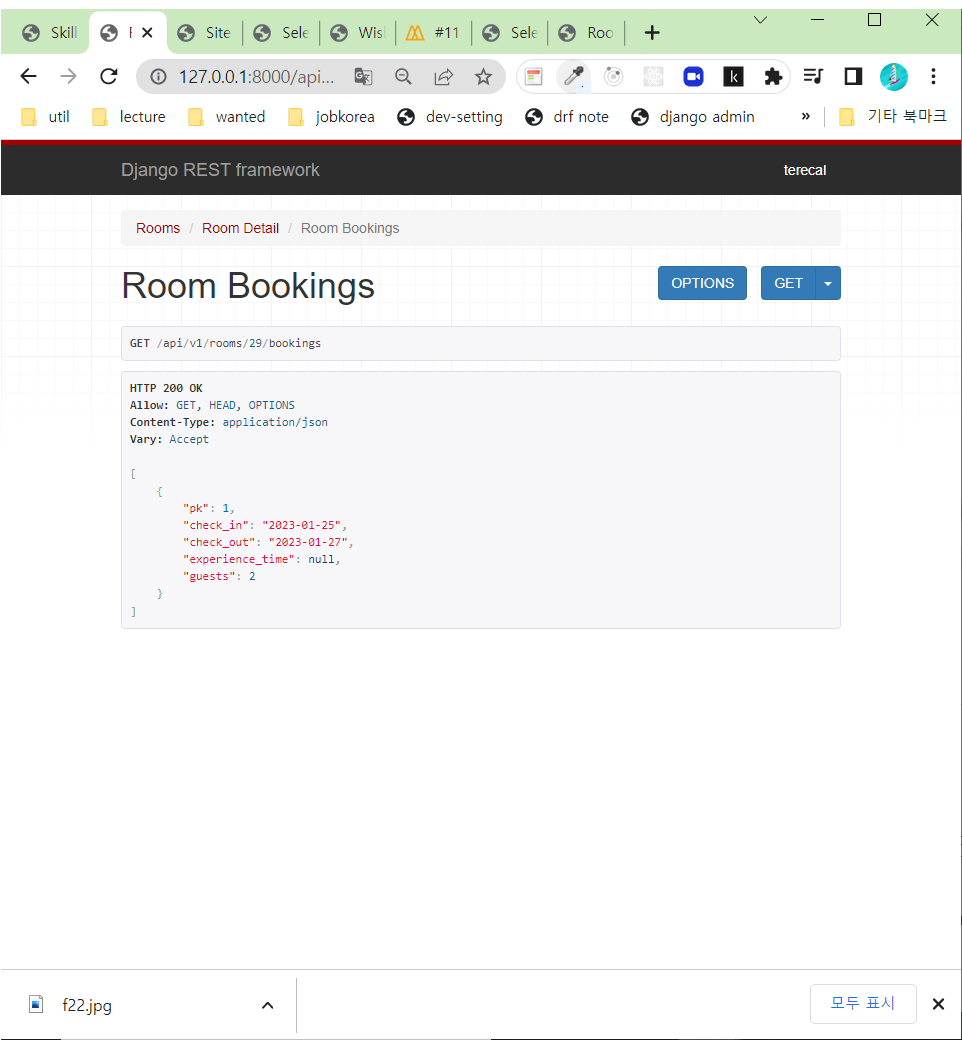 Skill
Site
Sele
Wis
#11
Sele
Roo
127.0.0.1:8000/api...
util
lecture
wanted
jobkorea
dev-setting
drf note
django admin
»
기타 북마크
Django REST framework
terecal
Rooms / Room Detail / Room Bookings
Room Bookings
OPTIONS
GET
GET /api/v1/rooms/29/bookings
HTTP 200 OK
Allow: GET, HEAD, OPTIONS
Content-Type: application/json
Vary: Accept
[
{
"pk": 1,
"check_in": "2023-01-25",
"check_out": "2023-01-27",
"experience_time": null,
"guests": 2
}
]
f22.jpg
모두 표시